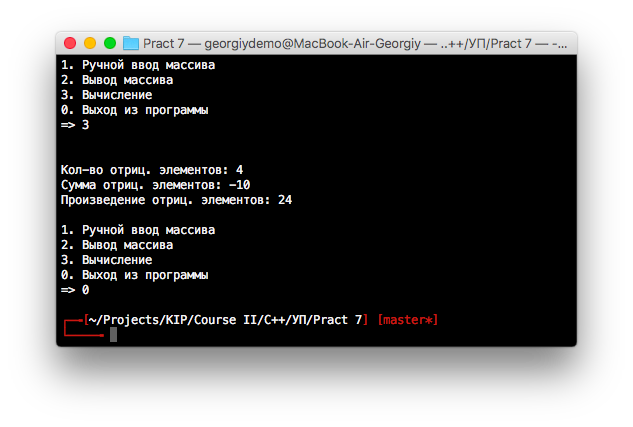 Pract 7 — georgiydemo@MacBook-Air-Georgiy — ..++/УП/Pract 7 — -...
1. Ручной ввод массива
2. Вывод массива
3. Вычисление
0. Выход из программы
=> 3
Кол-во отриц. элементов: 4
Сумма отриц. элементов: -10
Произведение отриц. элементов: 24
1. Ручной ввод массива
2. Вывод массива
3. Вычисление
0. Выход из программы
=> 0
[~/Projects/KIP/Course II/C++/УП/Pract 7] [master*]